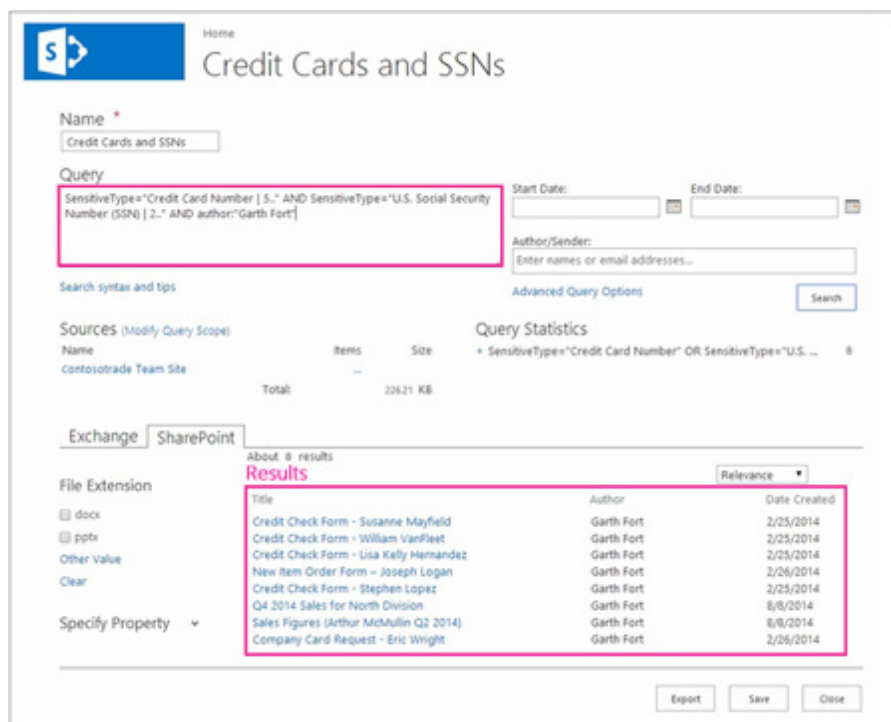 Home
Credit Cards and SSNs
Name *
Credit Cards and SSNs
Query
SensitiveType="Credit Card Number | 5.." AND SensitiveType="U.S. Social Security
Number (SSN) | 2.." AND author:"Garth Fort"
Start Date:
End Date:
Author/Sender:
Enter names or email addresses...
Search syntax and tips
Advanced Query Options
Search
Sources (Modify Query Scope)
Name Items Size
Contosotrade Team Site ...
Total: 226.21 KB
Query Statistics
+ SensitiveType="Credit Card Number" OR SensitiveType="U.S. ... 8
Exchange SharePoint
About 8 results
Results
Relevance
File Extension
docx
pptx
Other Value
Clear
Specify Property
Title Author Date Created
Credit Check Form - Susanne Mayfield Garth Fort 2/25/2014
Credit Check Form - William VanFleet Garth Fort 2/25/2014
Credit Check Form - Lisa Kelly Hernandez Garth Fort 2/25/2014
New Item Order Form – Joseph Logan Garth Fort 2/26/2014
Credit Check Form - Stephen Lopez Garth Fort 2/25/2014
Q4 2014 Sales for North Division Garth Fort 8/8/2014
Sales Figures (Arthur McMullin Q2 2014) Garth Fort 8/8/2014
Company Card Request - Eric Wright Garth Fort 2/26/2014
Export Save Close